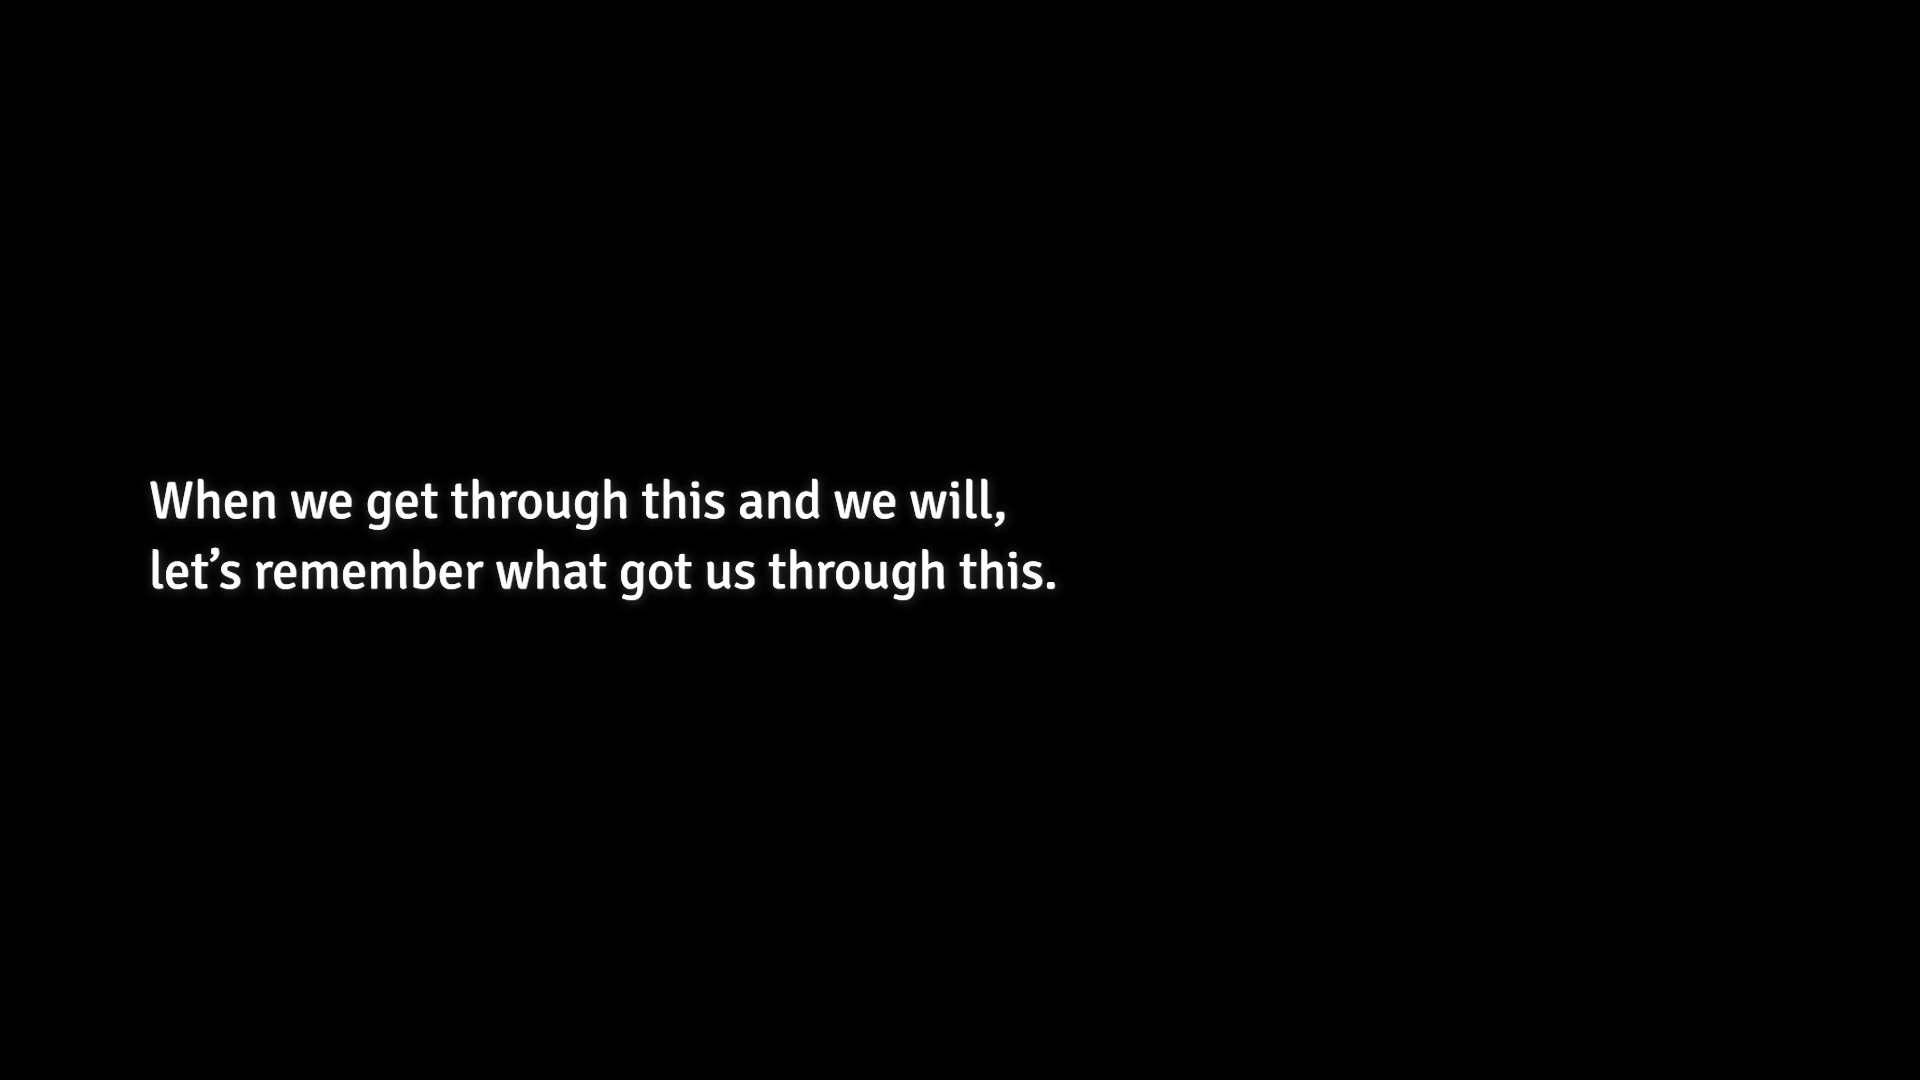 When we get through this and we will,
let’s remember what got us through this.